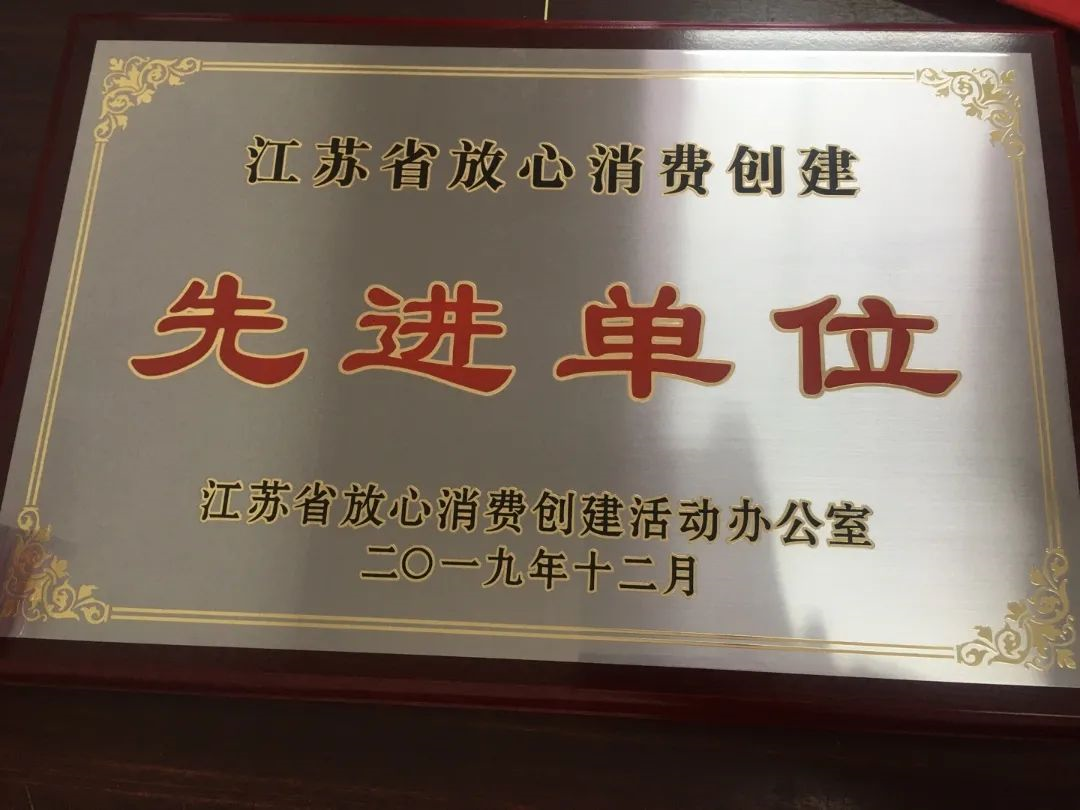 江苏省放心消费创建
先进单位
江苏省放心消费创建活动办公室
二〇一九年十二月